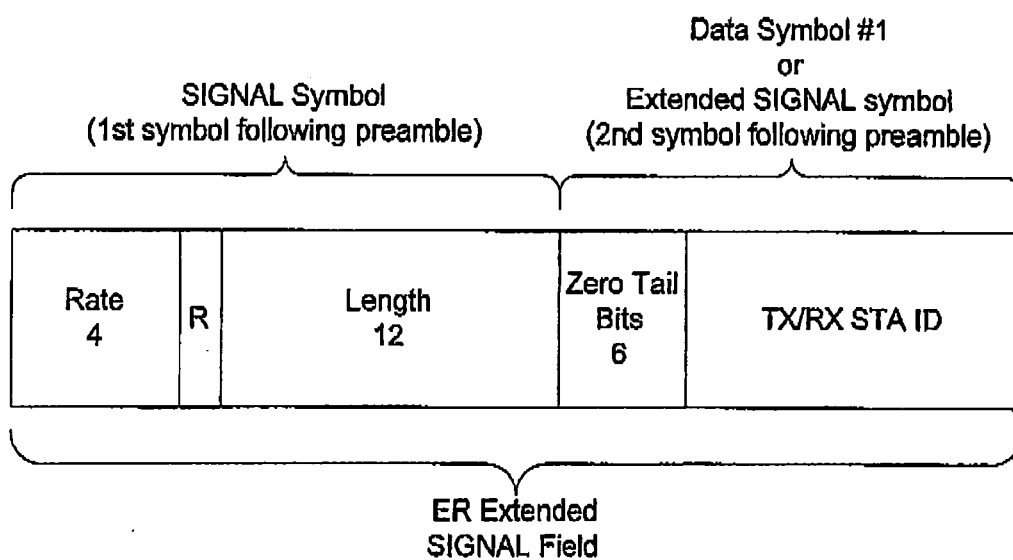 Data Symbol #1
or
Extended SIGNAL symbol
(2nd symbol following preamble)
SIGNAL Symbol
(1st symbol following preamble)
Rate
4
R
Length
12
Zero Tail
Bits
6
TX/RX STA ID
ER Extended
SIGNAL Field